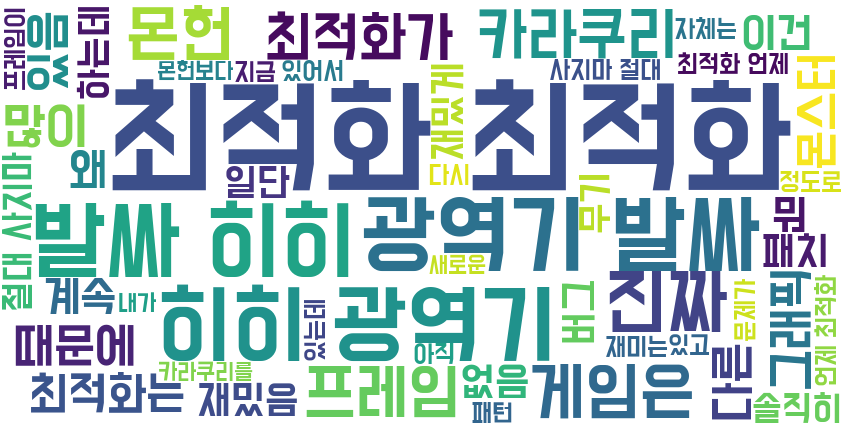 프레임이
있음
하는데
몬헌
최적화가
카라쿠리
자체는
이건
몬헌보다
지금
있어서
사지마 절대
최적화 언제
몬스터
많이
왜
최적화 최적화
재밌게
일단
다시
정도로
절대 사지마
발싸 히히
광역기 발싸
무기
뭐
패치
새로운
계속
내가
히히 광역기
있는데
버그
진짜
문제가
그래픽
언제 최적화
때문에
아직
재미는있고
카라쿠리를
최적화는
재밌음
프레임
없음
패턴
게임은
다른
솔직히